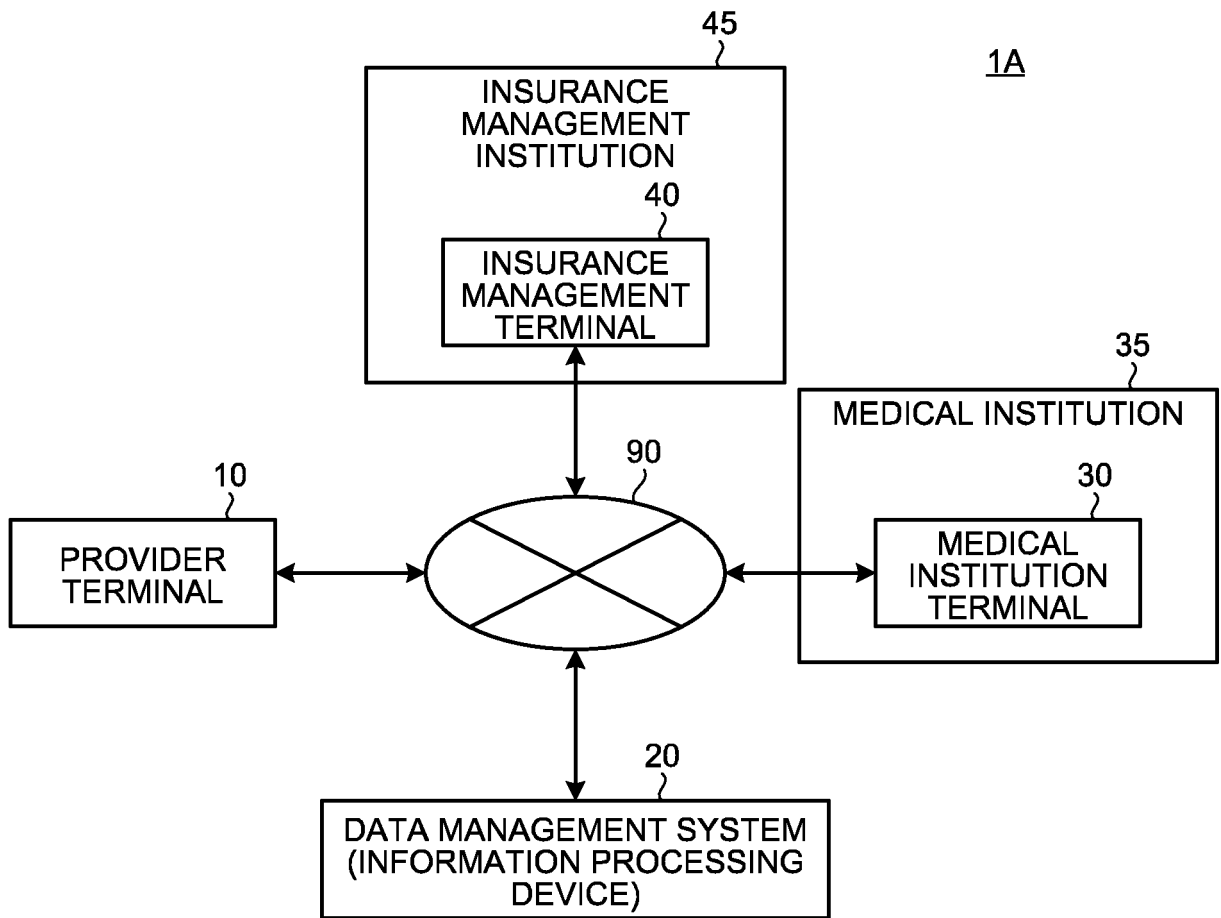 45
1A
INSURANCE
MANAGEMENT
INSTITUTION
40
INSURANCE
MANAGEMENT
TERMINAL
35
MEDICAL INSTITUTION
90
10
30
PROVIDER
TERMINAL
MEDICAL
INSTITUTION
TERMINAL
20
DATA MANAGEMENT SYSTEM
(INFORMATION PROCESSING
DEVICE)